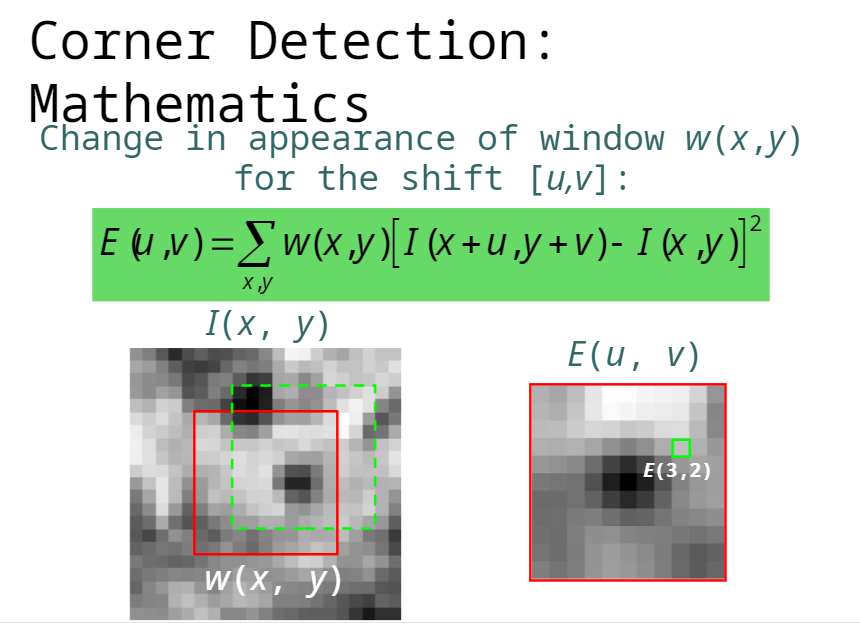 Corner Detection:
Mathematics
Change in appearance of window w(x,y)
for the shift [u,v]:
E(u,v)=∑w(x,y)[I(x+u,y+v)- I(x,y)]²
x,y
I(x, y)
E(u, v)
E(3,2)
w(x, y)